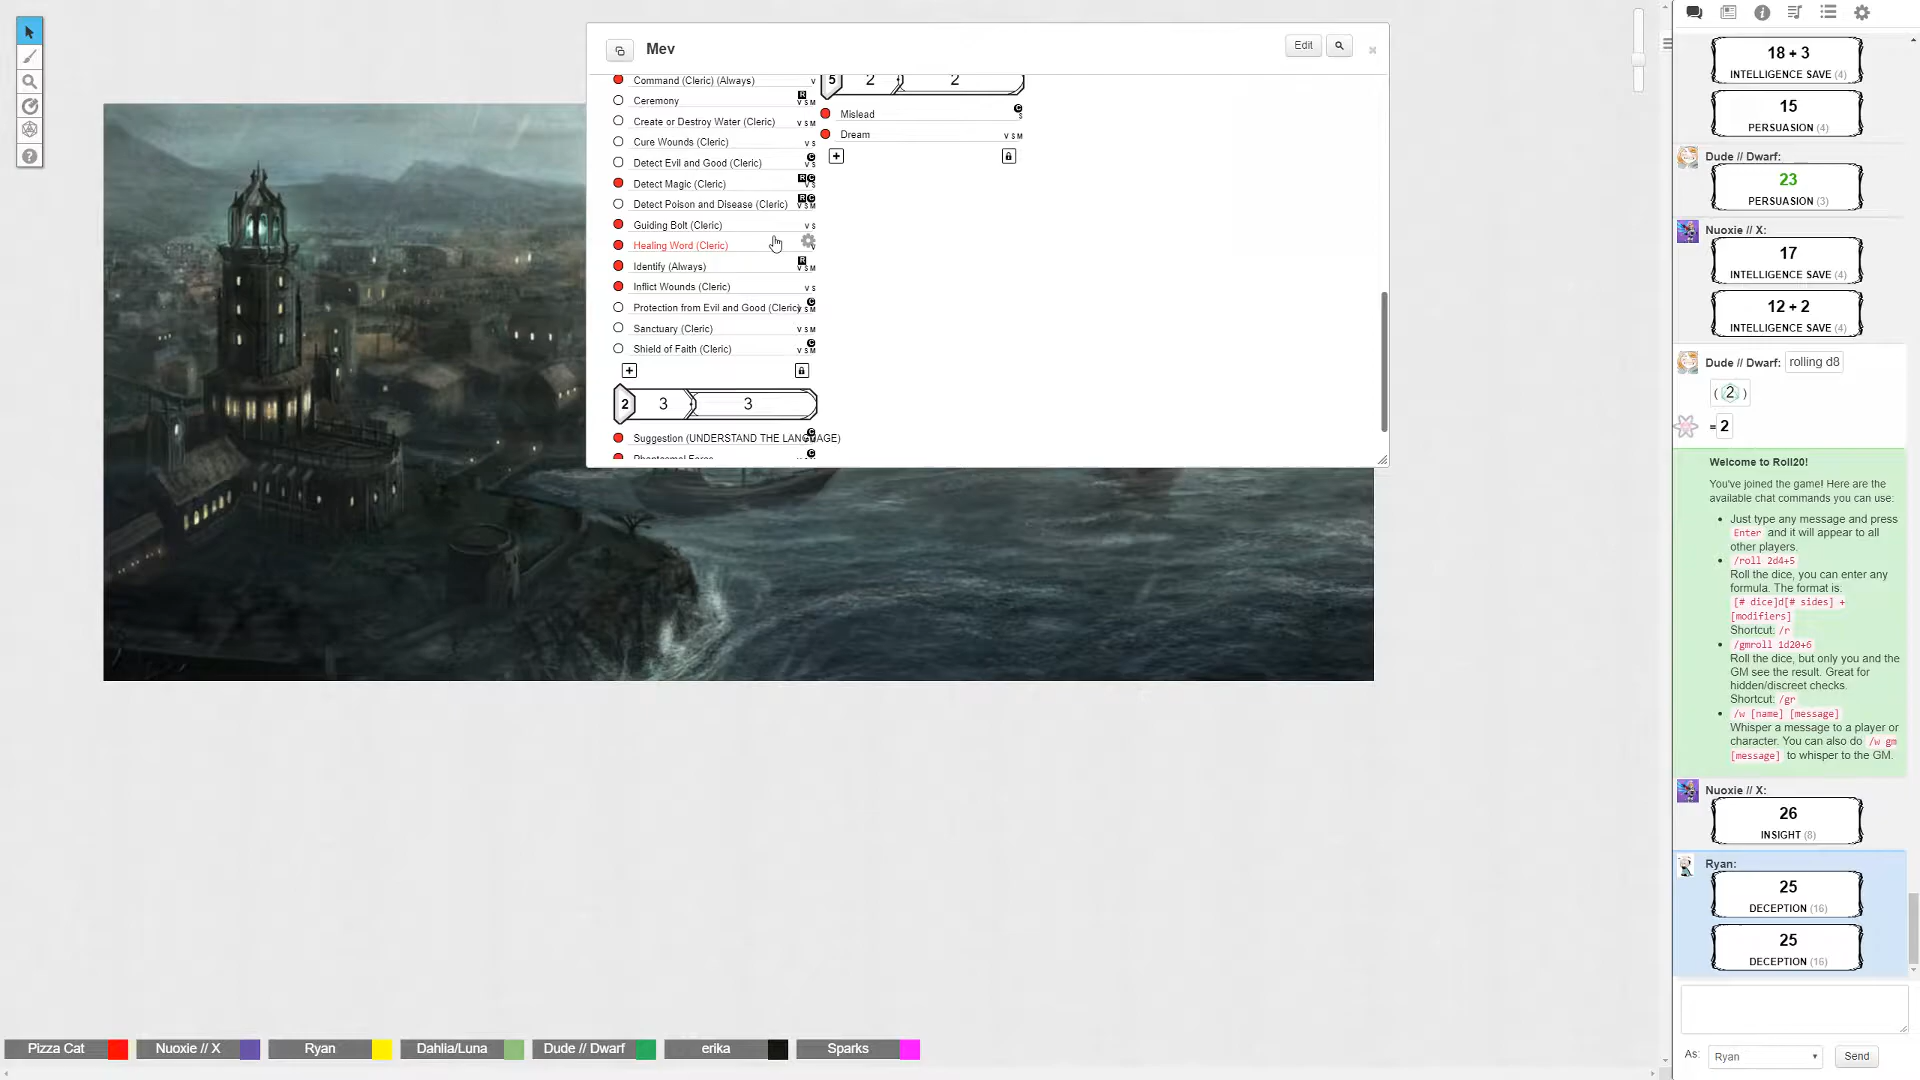 Mev
Edit
Command (Cleric) (Always)
V
Ceremony
R
V S M
Create or Destroy Water (Cleric)
V S M
Cure Wounds (Cleric)
V S
Detect Evil and Good (Cleric)
C
V S
Detect Magic (Cleric)
R C
V S
Detect Poison and Disease (Cleric)
R C
V S M
Guiding Bolt (Cleric)
V S
Healing Word (Cleric)
V
Identify (Always)
R
V S M
Inflict Wounds (Cleric)
V S
Protection from Evil and Good (Cleric)
C
V S M
Sanctuary (Cleric)
V S M
Shield of Faith (Cleric)
C
V S M
+
2 3 3
Suggestion (UNDERSTAND THE LANGUAGE)
C
Phantasmal Force
C
5 2 2
Mislead
C
S
Dream
V S M
+
18 + 3
INTELLIGENCE SAVE (4)
15
PERSUASION (4)
Dude // Dwarf:
23
PERSUASION (3)
Nuoxie // X:
17
INTELLIGENCE SAVE (4)
12 + 2
INTELLIGENCE SAVE (4)
Dude // Dwarf: rolling d8
( 2 )
= 2
Welcome to Roll20!
You've joined the game! Here are the
available chat commands you can use:
• Just type any message and press
Enter and it will appear to all
other players.
• /roll 2d4+5
Roll the dice, you can enter any
formula. The format is:
[# dice]d[# sides] +
[modifiers]
Shortcut: /r
• /gmroll 1d20+6
Roll the dice, but only you and the
GM see the result. Great for
hidden/discreet checks.
Shortcut: /gr
• /w [name] [message]
Whisper a message to a player or
character. You can also do /w gm
[message] to whisper to the GM.
Nuoxie // X:
26
INSIGHT (8)
Ryan:
25
DECEPTION (16)
25
DECEPTION (16)
As: Ryan Send
Pizza Cat Nuoxie // X Ryan Dahlia/Luna Dude // Dwarf erika Sparks